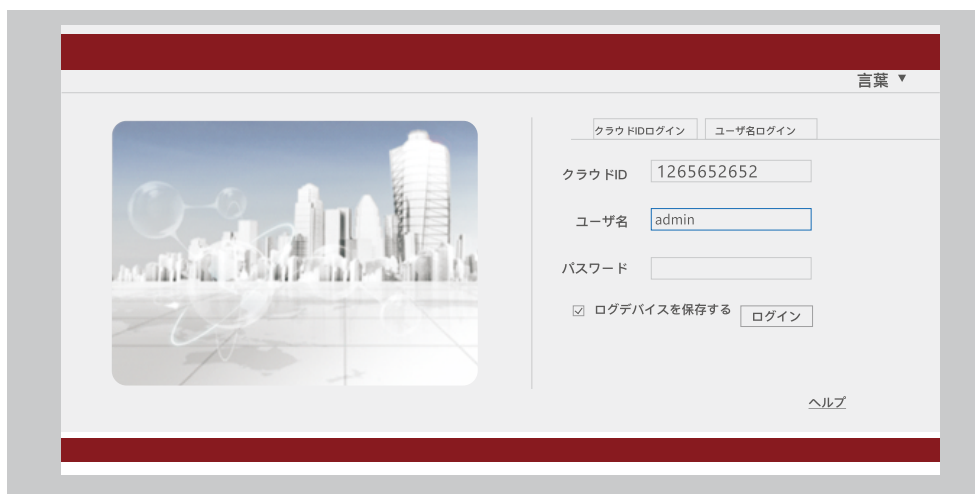 言葉 ▼
クラウドIDログイン ユーザ名ログイン
クラウドID 1265652652
ユーザ名 admin
パスワード
ログデバイスを保存する ログイン
ヘルプ